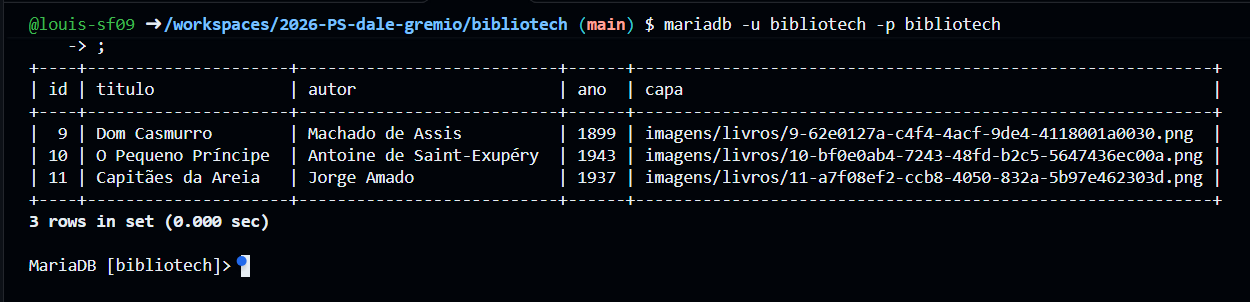 @louis-sf09 ➜/workspaces/2026-PS-dale-gremio/bibliotech (main) $ mariadb -u bibliotech -p bibliotech
    -> ;
+----+--------------------+--------------------------+------+------------------------------------------------------+
| id | titulo             | autor                    | ano  | capa                                                 |
+----+--------------------+--------------------------+------+------------------------------------------------------+
|  9 | Dom Casmurro       | Machado de Assis         | 1899 | imagens/livros/9-62e0127a-c4f4-4acf-9de4-4118001a0030.png  |
| 10 | O Pequeno Príncipe | Antoine de Saint-Exupéry | 1943 | imagens/livros/10-bf0e0ab4-7243-48fd-b2c5-5647436ec00a.png |
| 11 | Capitães da Areia  | Jorge Amado              | 1937 | imagens/livros/11-a7f08ef2-ccb8-4050-832a-5b97e462303d.png |
+----+--------------------+--------------------------+------+------------------------------------------------------+
3 rows in set (0.000 sec)
MariaDB [bibliotech]>